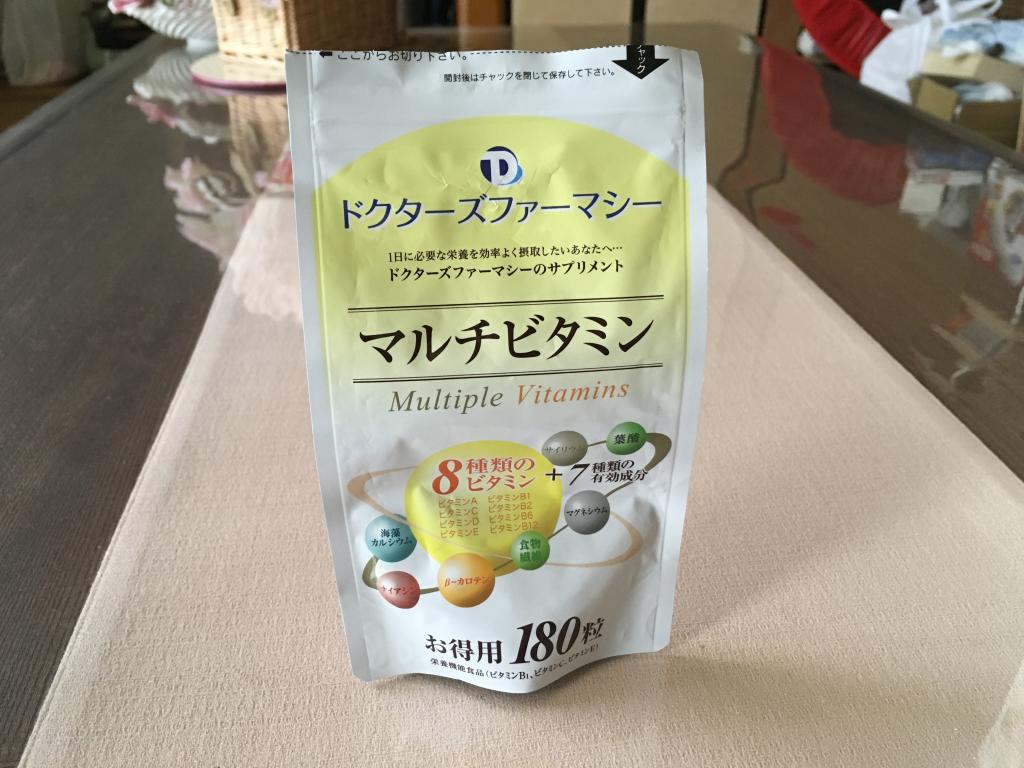 ここからお切り下さい。
チャック
開封後はチャックを閉じて保存して下さい。
ドクターズファーマシー
1日に必要な栄養を効率よく摂取したいあなたへ…
ドクターズファーマシーのサプリメント
マルチビタミン
Multiple Vitamins
サイリウム
葉酸
8種類のビタミン
+7種類の有効成分
ビタミンA ビタミンB1
ビタミンC ビタミンB2
ビタミンD ビタミンB6
ビタミンE ビタミンB12
マグネシウム
海藻
カルシウム
食物
繊維
β-カロテン
ナイアシン
お得用180粒
栄養機能食品(ビタミンB1、ビタミンC、ビタミンE)